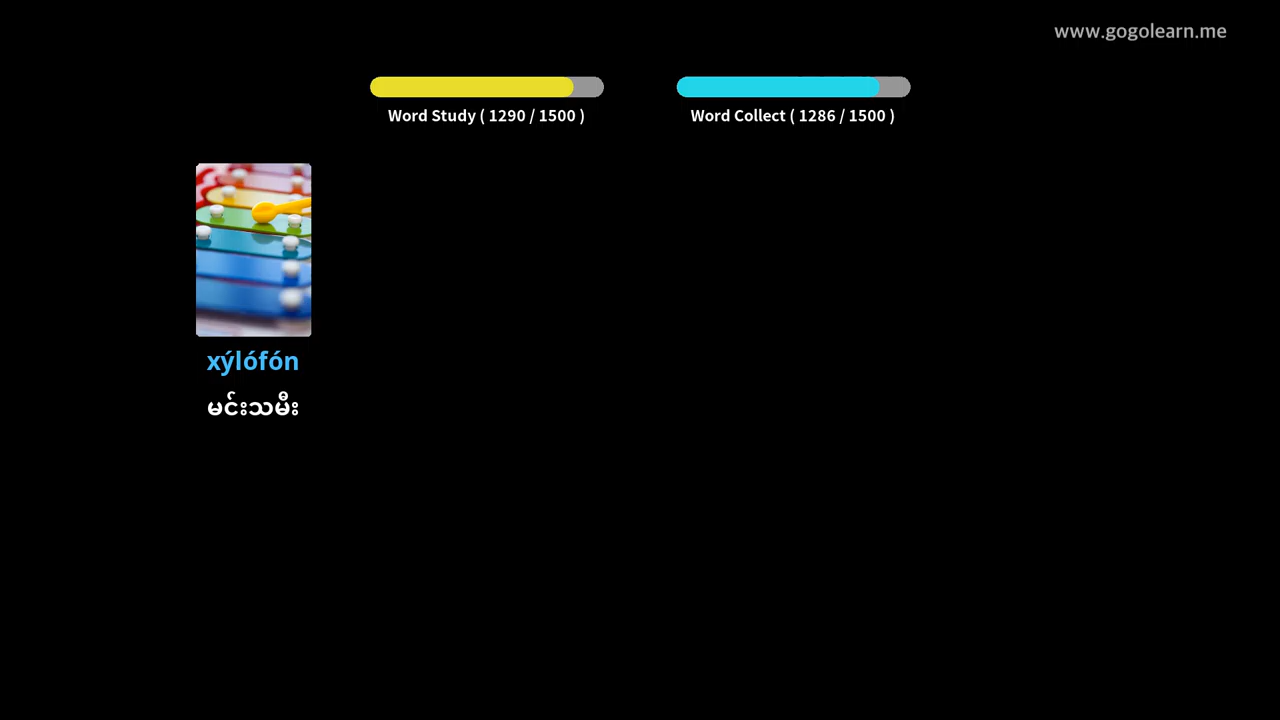 www.gogolearn.me
Word Study ( 1290 / 1500 )
Word Collect ( 1286 / 1500 )
xýlófón
မင်းသမီး